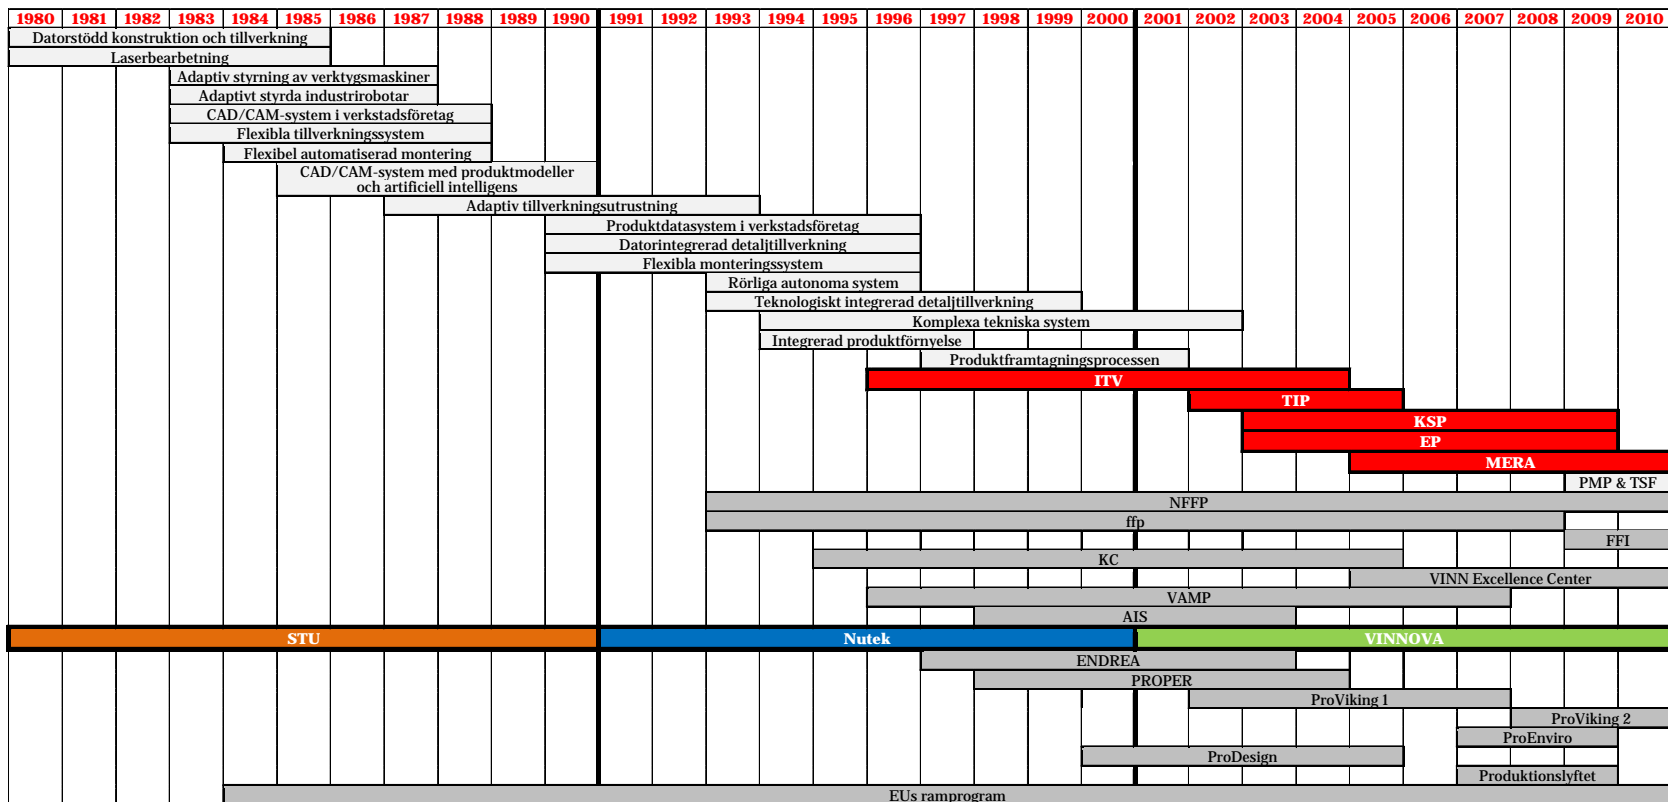 1980 1981 1982 1983 1984 1985 1986 1987 1988 1989 1990 1991 1992 1993 1994 1995 1996 1997 1998 1999 2000 2001 2002 2003 2004 2005 2006 2007 2008 2009 2010
Datorstödd konstruktion och tillverkning
Laserbearbetning
Adaptiv styrning av verktygsmaskiner
Adaptivt styrda industrirobotar
CAD/CAM-system i verkstadsföretag
Flexibla tillverkningssystem
Flexibel automatiserad montering
CAD/CAM-system med produktmodeller
och artificiell intelligens
Adaptiv tillverkningsutrustning
Produktdatasystem i verkstadsföretag
Datorintegrerad detaljtillverkning
Flexibla monteringssystem
Rörliga autonoma system
Teknologiskt integrerad detaljtillverkning
Komplexa tekniska system
Integrerad produktförnyelse
Produktframtagningsprocessen
ITV
TIP
KSP
EP
MERA
PMP & TSF
NFFP
ffp
FFI
KC
VINN Excellence Center
VAMP
AIS
STU Nutek VINNOVA
ENDREA
PROPER
ProViking 1
ProViking 2
ProEnviro
ProDesign
Produktionslyftet
EUs ramprogram